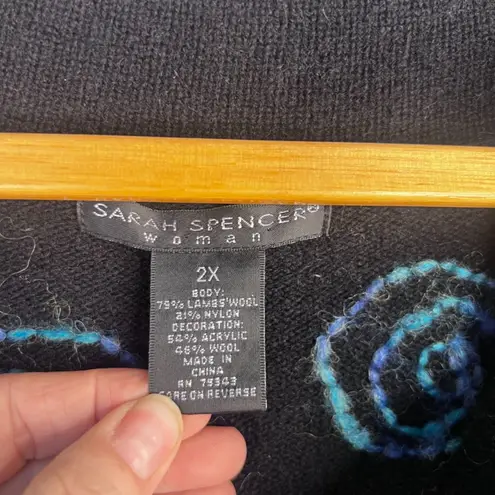 SARAH SPENCER®
woman
2X
BODY:
79% LAMBS'WOOL
21% NYLON
DECORATION:
54% ACRYLIC
46% WOOL
MADE IN
CHINA
RN 75343
CARE ON REVERSE